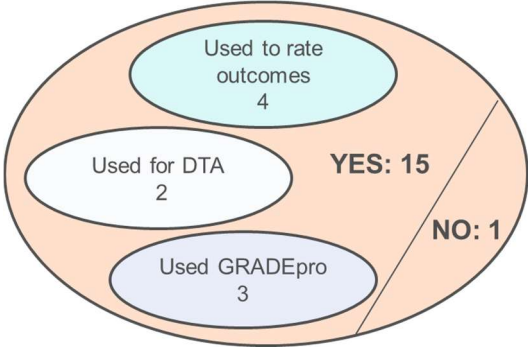 Used to rate
outcomes
4
Used for DTA
2
YES: 15
NO: 1
Used GRADEpro
3